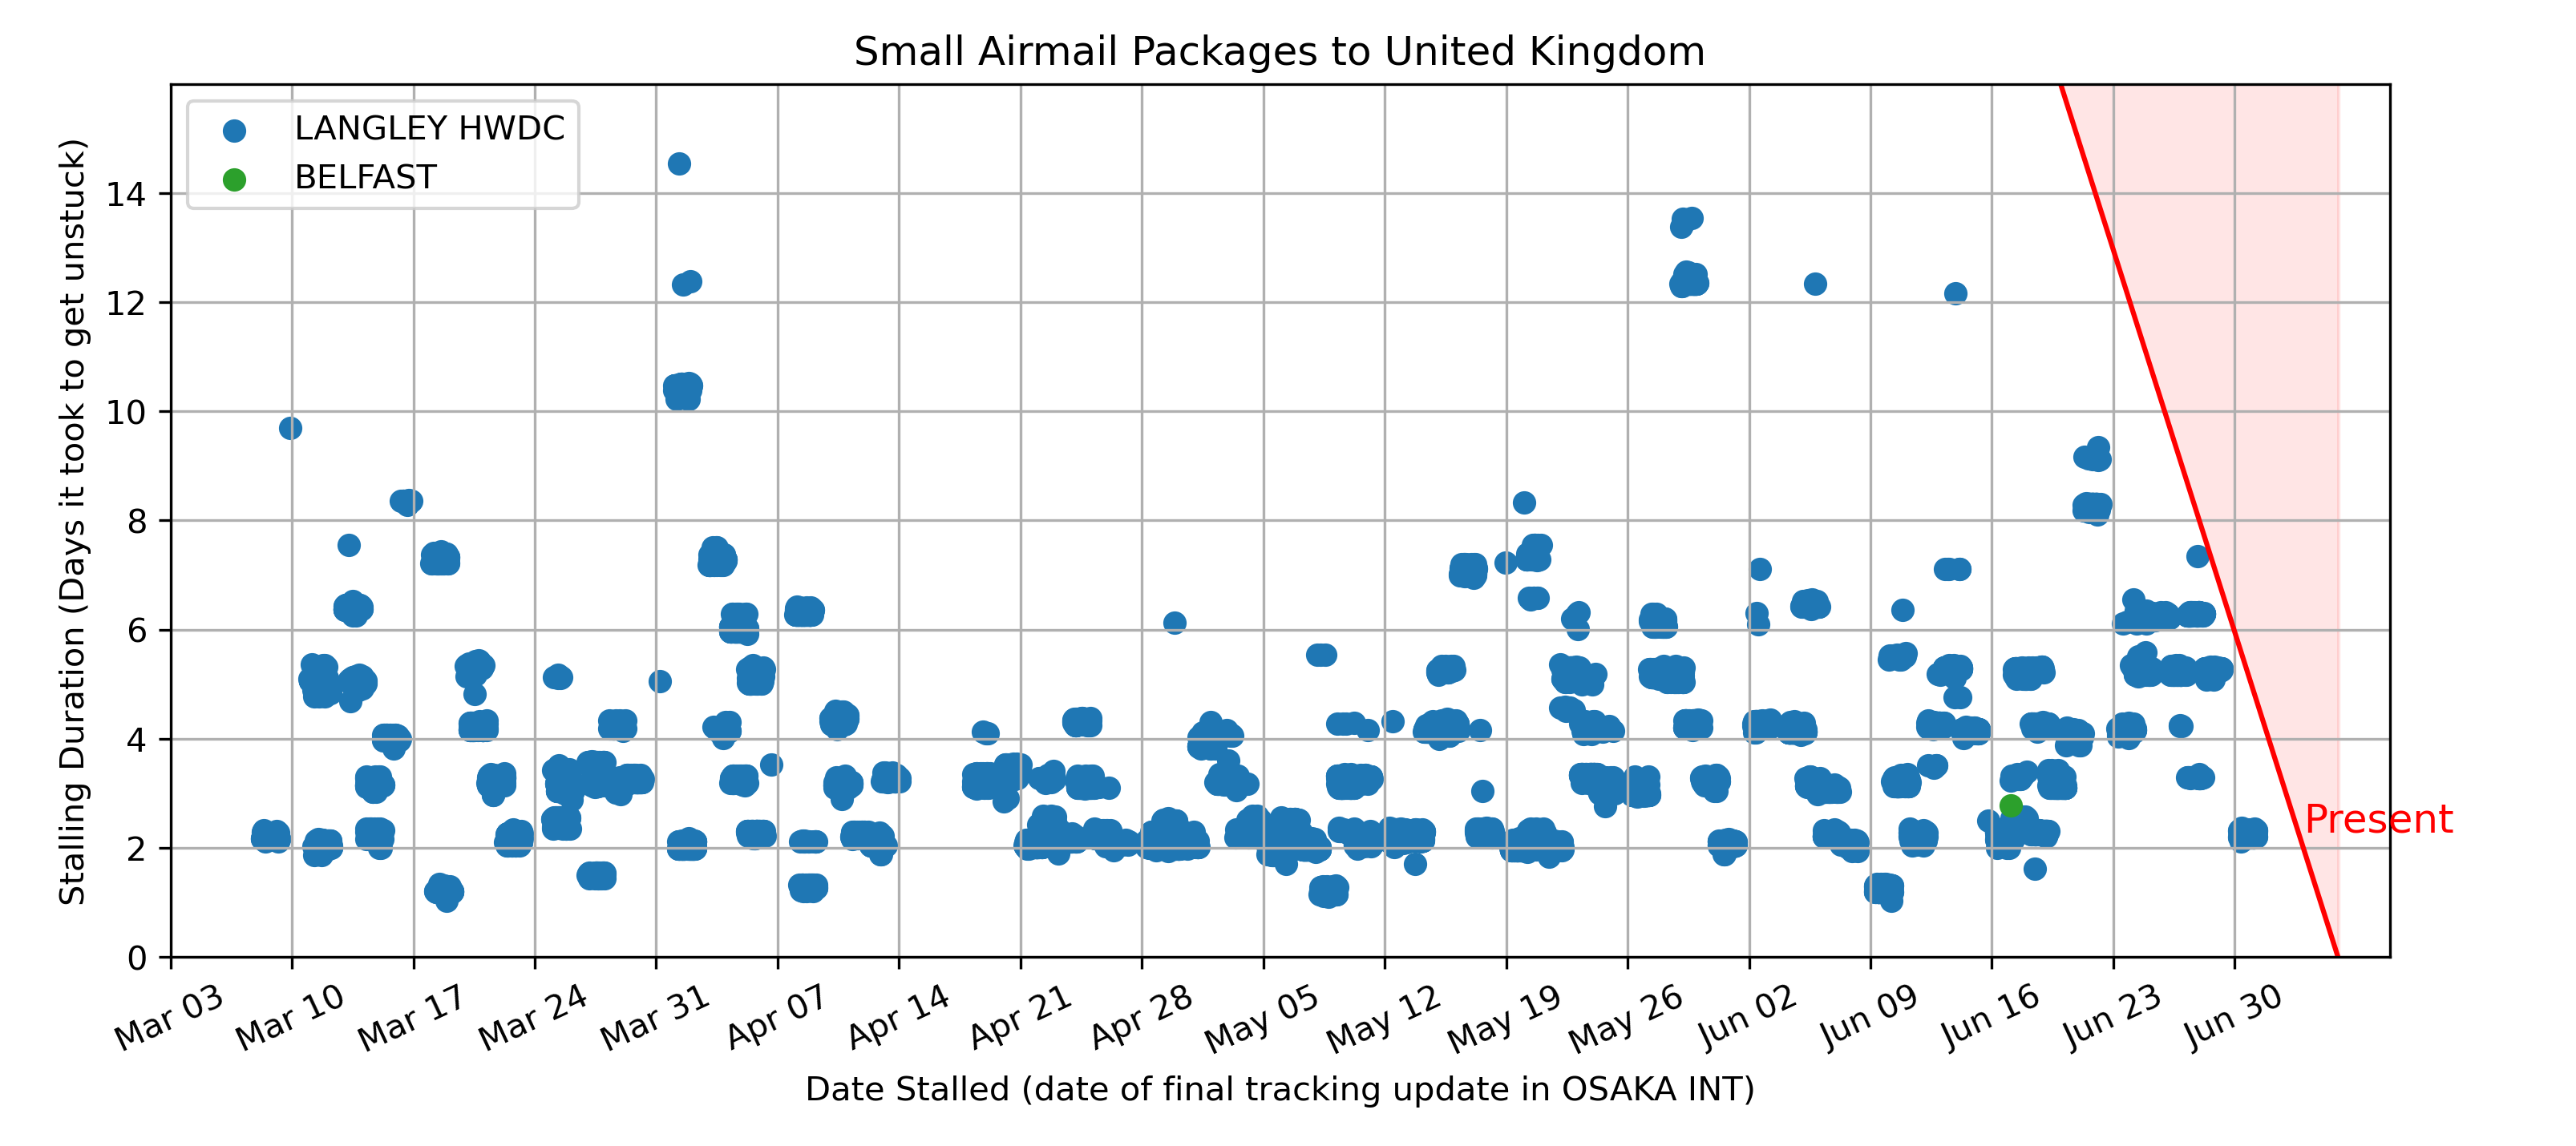 Small Airmail Packages to United Kingdom
LANGLEY HWDC
BELFAST
Stalling Duration (Days it took to get unstuck)
14
12
10
8
6
4
2
0
Present
Mar 03
Mar 10
Mar 17
Mar 24
Mar 31
Apr 07
Apr 14
Apr 21
Apr 28
May 05
May 12
May 19
May 26
Jun 02
Jun 09
Jun 16
Jun 23
Jun 30
Date Stalled (date of final tracking update in OSAKA INT)